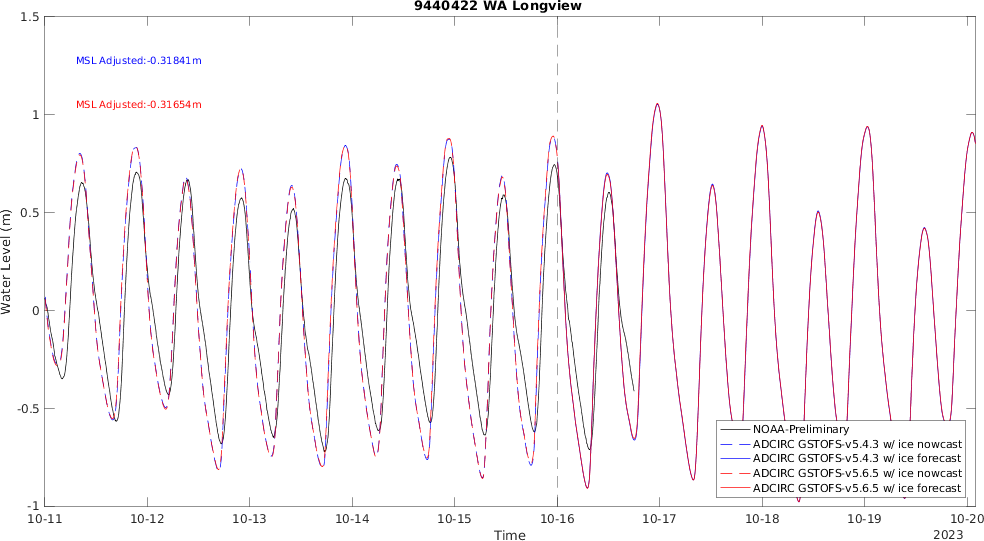 9440422 WA Longview
MSL Adjusted:-0.31841m
MSL Adjusted:-0.31654m
Water Level (m)
1.5
1
0.5
0
-0.5
-1
NOAA-Preliminary
ADCIRC GSTOFS-v5.4.3 w/ ice nowcast
ADCIRC GSTOFS-v5.4.3 w/ ice forecast
ADCIRC GSTOFS-v5.6.5 w/ ice nowcast
ADCIRC GSTOFS-v5.6.5 w/ ice forecast
10-11 10-12 10-13 10-14 10-15 10-16 10-17 10-18 10-19 10-20
Time
2023